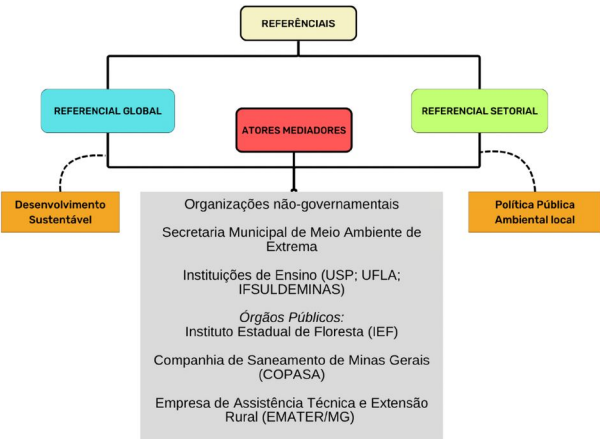 REFERÊNCIAIS
REFERENCIAL GLOBAL
ATORES MEDIADORES
REFERENCIAL SETORIAL
Desenvolvimento
Sustentável
Política Pública
Ambiental local
Organizações não-governamentais
Secretaria Municipal de Meio Ambiente de
Extrema
Instituições de Ensino (USP; UFLA;
IFSULDEMINAS)
Órgãos Públicos:
Instituto Estadual de Floresta (IEF)
Companhia de Saneamento de Minas Gerais
(COPASA)
Empresa de Assistência Técnica e Extensão
Rural (EMATER/MG)